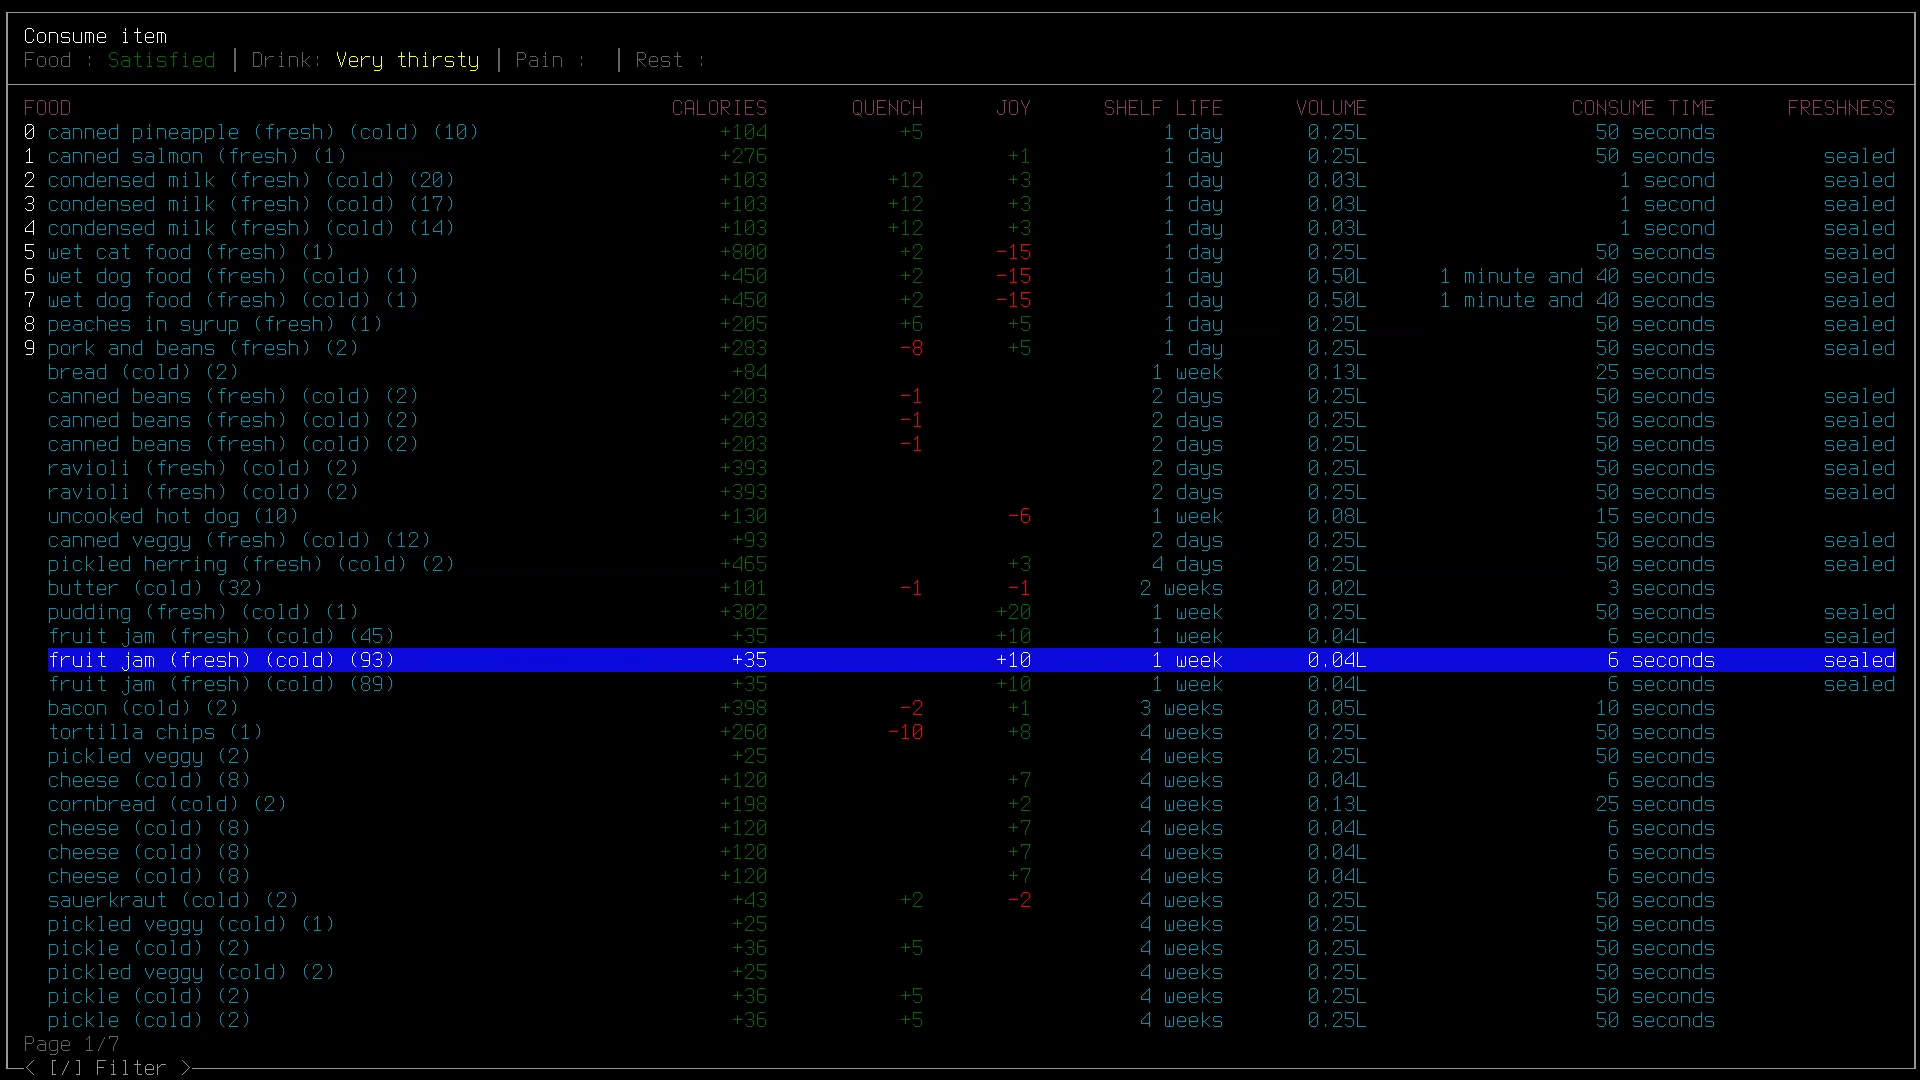 Consume item
Food : Satisfied │ Drink: Very thirsty │ Pain : │ Rest :
FOOD CALORIES QUENCH JOY SHELF LIFE VOLUME CONSUME TIME FRESHNESS
0 canned pineapple (fresh) (cold) (10) +104 +5 1 day 0.25L 50 seconds
1 canned salmon (fresh) (1) +276 +1 1 day 0.25L 50 seconds sealed
2 condensed milk (fresh) (cold) (20) +103 +12 +3 1 day 0.03L 1 second sealed
3 condensed milk (fresh) (cold) (17) +103 +12 +3 1 day 0.03L 1 second sealed
4 condensed milk (fresh) (cold) (14) +103 +12 +3 1 day 0.03L 1 second sealed
5 wet cat food (fresh) (1) +800 +2 -15 1 day 0.25L 50 seconds sealed
6 wet dog food (fresh) (cold) (1) +450 +2 -15 1 day 0.50L 1 minute and 40 seconds sealed
7 wet dog food (fresh) (cold) (1) +450 +2 -15 1 day 0.50L 1 minute and 40 seconds sealed
8 peaches in syrup (fresh) (1) +205 +6 +5 1 day 0.25L 50 seconds sealed
9 pork and beans (fresh) (2) +283 -8 +5 1 day 0.25L 50 seconds sealed
bread (cold) (2) +84 1 week 0.13L 25 seconds
canned beans (fresh) (cold) (2) +203 -1 2 days 0.25L 50 seconds sealed
canned beans (fresh) (cold) (2) +203 -1 2 days 0.25L 50 seconds sealed
canned beans (fresh) (cold) (2) +203 -1 2 days 0.25L 50 seconds sealed
ravioli (fresh) (cold) (2) +393 2 days 0.25L 50 seconds sealed
ravioli (fresh) (cold) (2) +393 2 days 0.25L 50 seconds sealed
uncooked hot dog (10) +130 -6 1 week 0.08L 15 seconds
canned veggy (fresh) (cold) (12) +93 2 days 0.25L 50 seconds sealed
pickled herring (fresh) (cold) (2) +465 +3 4 days 0.25L 50 seconds sealed
butter (cold) (32) +101 -1 -1 2 weeks 0.02L 3 seconds
pudding (fresh) (cold) (1) +302 +20 1 week 0.25L 50 seconds sealed
fruit jam (fresh) (cold) (45) +35 +10 1 week 0.04L 6 seconds sealed
fruit jam (fresh) (cold) (93) +35 +10 1 week 0.04L 6 seconds sealed
fruit jam (fresh) (cold) (89) +35 +10 1 week 0.04L 6 seconds sealed
bacon (cold) (2) +398 -2 +1 3 weeks 0.05L 10 seconds
tortilla chips (1) +260 -10 +8 4 weeks 0.25L 50 seconds
pickled veggy (2) +25 4 weeks 0.25L 50 seconds
cheese (cold) (8) +120 +7 4 weeks 0.04L 6 seconds
cornbread (cold) (2) +198 +2 4 weeks 0.13L 25 seconds
cheese (cold) (8) +120 +7 4 weeks 0.04L 6 seconds
cheese (cold) (8) +120 +7 4 weeks 0.04L 6 seconds
cheese (cold) (8) +120 +7 4 weeks 0.04L 6 seconds
sauerkraut (cold) (2) +43 +2 -2 4 weeks 0.25L 50 seconds
pickled veggy (cold) (1) +25 4 weeks 0.25L 50 seconds
pickle (cold) (2) +36 +5 4 weeks 0.25L 50 seconds
pickled veggy (cold) (2) +25 4 weeks 0.25L 50 seconds
pickle (cold) (2) +36 +5 4 weeks 0.25L 50 seconds
pickle (cold) (2) +36 +5 4 weeks 0.25L 50 seconds
Page 1/7
< [/] Filter >